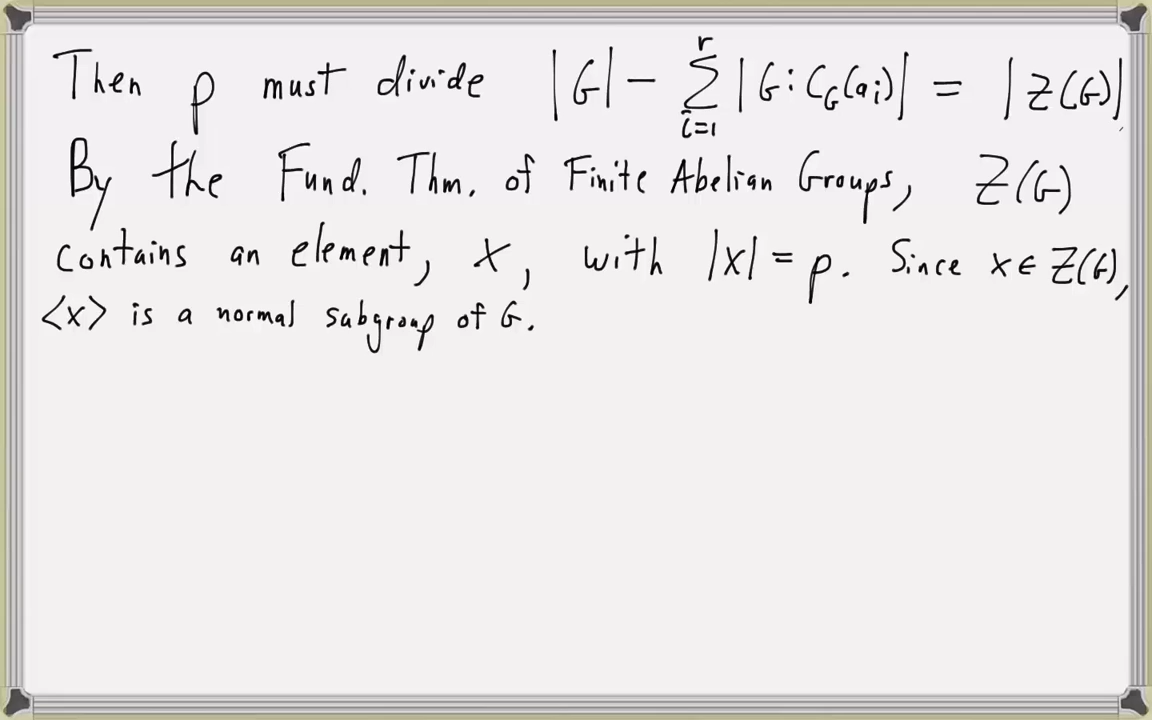 Then p must divide |G| - \sum_{i=1}^{r} |G : C_G(a_i)| = |Z(G)|
By the Fund. Thm. of Finite Abelian Groups, Z(G)
contains an element, x, with |x| = p. Since x ∈ Z(G),
<x> is a normal subgroup of G.